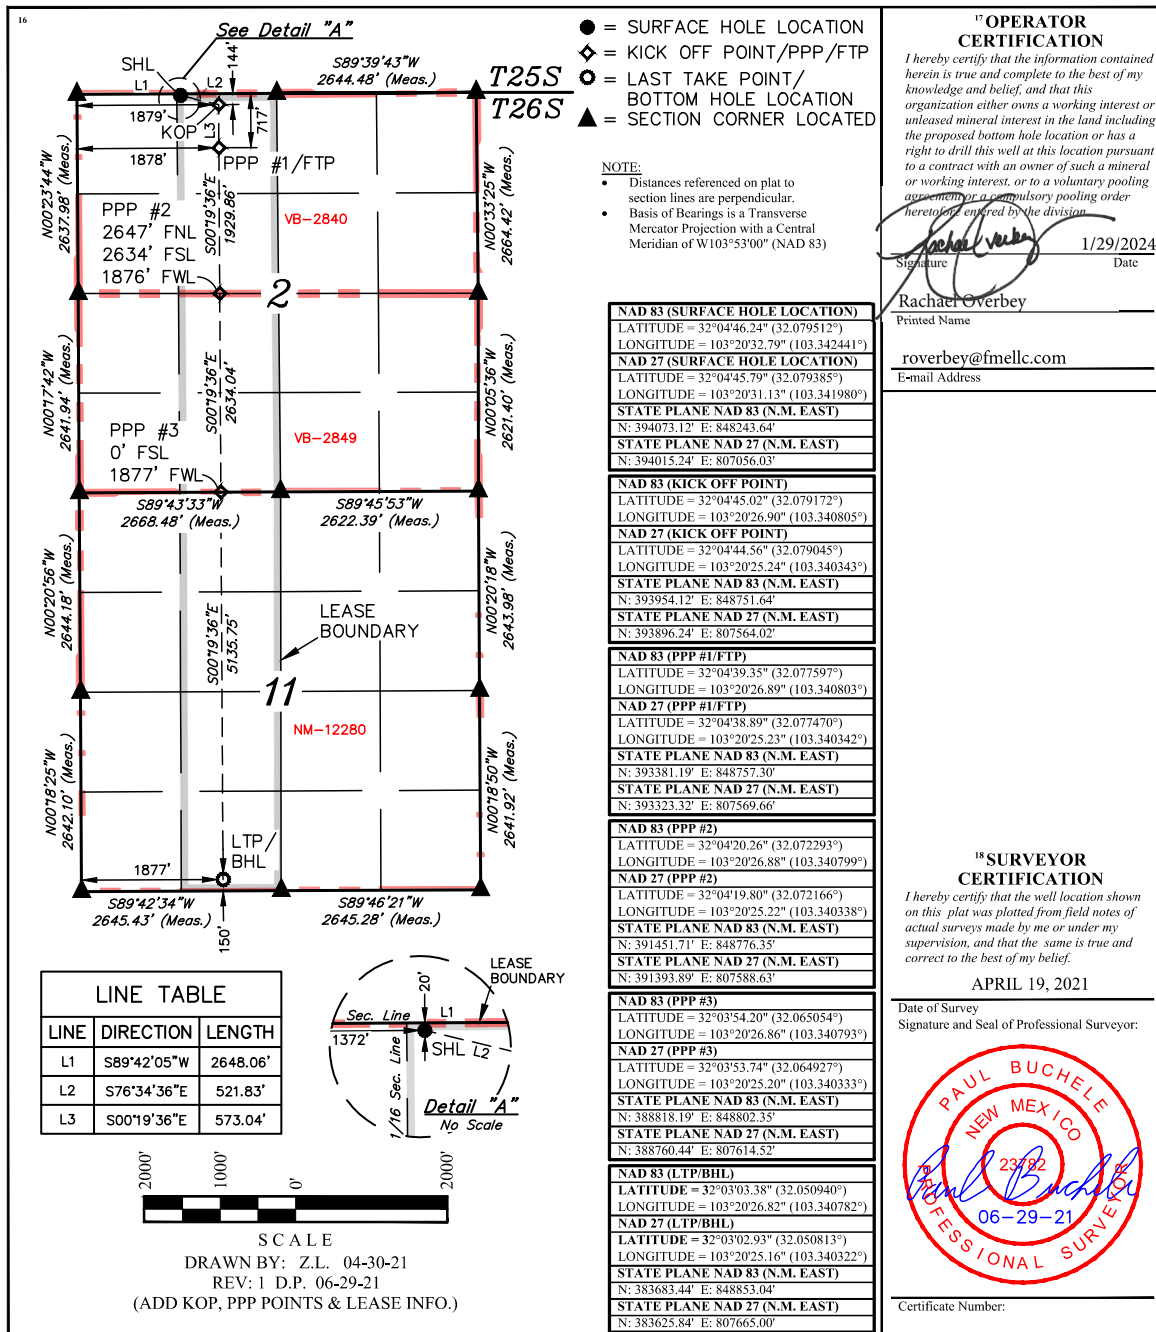 16
See Detail "A"
SHL
L1
L2
144'
S89°39'43"W
2644.48' (Meas.)
T25S
T26S
1879'
KOP
L3
717'
1878'
PPP #1/FTP
N00°23'44"W
2637.98' (Meas.)
S00°19'36"E
1929.86'
VB-2840
N00°33'25"W
2664.42' (Meas.)
PPP #2
2647' FNL
2634' FSL
1876' FWL
2
N00°17'42"W
2641.94' (Meas.)
S00°19'36"E
2634.04'
N00°05'36"W
2621.40' (Meas.)
PPP #3
0' FSL
1877' FWL
VB-2849
S89°43'33"W
2668.48' (Meas.)
S89°45'53"W
2622.39' (Meas.)
N00°20'56"W
2644.18' (Meas.)
S00°19'36"E
5135.75'
LEASE
BOUNDARY
N00°20'18"W
2643.98' (Meas.)
11
NM-12280
N00°18'25"W
2642.10' (Meas.)
N00°18'50"W
2641.92' (Meas.)
LTP/
BHL
1877'
S89°42'34"W
2645.43' (Meas.)
150'
S89°46'21"W
2645.28' (Meas.)
= SURFACE HOLE LOCATION
= KICK OFF POINT/PPP/FTP
= LAST TAKE POINT/
BOTTOM HOLE LOCATION
= SECTION CORNER LOCATED
NOTE:
• Distances referenced on plat to
section lines are perpendicular.
• Basis of Bearings is a Transverse
Mercator Projection with a Central
Meridian of W103°53'00" (NAD 83)
NAD 83 (SURFACE HOLE LOCATION)
LATITUDE = 32°04'46.24" (32.079512°)
LONGITUDE = 103°20'32.79" (103.342441°)
NAD 27 (SURFACE HOLE LOCATION)
LATITUDE = 32°04'45.79" (32.079385°)
LONGITUDE = 103°20'31.13" (103.341980°)
STATE PLANE NAD 83 (N.M. EAST)
N: 394073.12' E: 848243.64'
STATE PLANE NAD 27 (N.M. EAST)
N: 394015.24' E: 807056.03'
NAD 83 (KICK OFF POINT)
LATITUDE = 32°04'45.02" (32.079172°)
LONGITUDE = 103°20'26.90" (103.340805°)
NAD 27 (KICK OFF POINT)
LATITUDE = 32°04'44.56" (32.079045°)
LONGITUDE = 103°20'25.24" (103.340343°)
STATE PLANE NAD 83 (N.M. EAST)
N: 393954.12' E: 848751.64'
STATE PLANE NAD 27 (N.M. EAST)
N: 393896.24' E: 807564.02'
NAD 83 (PPP #1/FTP)
LATITUDE = 32°04'39.35" (32.077597°)
LONGITUDE = 103°20'26.89" (103.340803°)
NAD 27 (PPP #1/FTP)
LATITUDE = 32°04'38.89" (32.077470°)
LONGITUDE = 103°20'25.23" (103.340342°)
STATE PLANE NAD 83 (N.M. EAST)
N: 393381.19' E: 848757.30'
STATE PLANE NAD 27 (N.M. EAST)
N: 393323.32' E: 807569.66'
NAD 83 (PPP #2)
LATITUDE = 32°04'20.26" (32.072293°)
LONGITUDE = 103°20'26.88" (103.340799°)
NAD 27 (PPP #2)
LATITUDE = 32°04'19.80" (32.072166°)
LONGITUDE = 103°20'25.22" (103.340338°)
STATE PLANE NAD 83 (N.M. EAST)
N: 391451.71' E: 848776.35'
STATE PLANE NAD 27 (N.M. EAST)
N: 391393.89' E: 807588.63'
NAD 83 (PPP #3)
LATITUDE = 32°03'54.20" (32.065054°)
LONGITUDE = 103°20'26.86" (103.340793°)
NAD 27 (PPP #3)
LATITUDE = 32°03'53.74" (32.064927°)
LONGITUDE = 103°20'25.20" (103.340333°)
STATE PLANE NAD 83 (N.M. EAST)
N: 388818.19' E: 848802.35'
STATE PLANE NAD 27 (N.M. EAST)
N: 388760.44' E: 807614.52'
NAD 83 (LTP/BHL)
LATITUDE = 32°03'03.38" (32.050940°)
LONGITUDE = 103°20'26.82" (103.340782°)
NAD 27 (LTP/BHL)
LATITUDE = 32°03'02.93" (32.050813°)
LONGITUDE = 103°20'25.16" (103.340322°)
STATE PLANE NAD 83 (N.M. EAST)
N: 383683.44' E: 848853.04'
STATE PLANE NAD 27 (N.M. EAST)
N: 383625.84' E: 807665.00'
LINE TABLE
LINE DIRECTION LENGTH
L1 S89°42'05"W 2648.06'
L2 S76°34'36"E 521.83'
L3 S00°19'36"E 573.04'
LEASE
BOUNDARY
20'
Sec. Line
L1
1372'
SHL
L2
1/16 Sec. Line
Detail "A"
No Scale
2000'
1000'
0'
2000'
SCALE
DRAWN BY: Z.L. 04-30-21
REV: 1 D.P. 06-29-21
(ADD KOP, PPP POINTS & LEASE INFO.)
17 OPERATOR
CERTIFICATION
I hereby certify that the information contained
herein is true and complete to the best of my
knowledge and belief, and that this
organization either owns a working interest or
unleased mineral interest in the land including
the proposed bottom hole location or has a
right to drill this well at this location pursuant
to a contract with an owner of such a mineral
or working interest, or to a voluntary pooling
agreement or a compulsory pooling order
heretofore entered by the division.
Rachael Overbey
1/29/2024
Signature Date
Rachael Overbey
Printed Name
roverbey@fmellc.com
E-mail Address
18 SURVEYOR
CERTIFICATION
I hereby certify that the well location shown
on this plat was plotted from field notes of
actual surveys made by me or under my
supervision, and that the same is true and
correct to the best of my belief.
APRIL 19, 2021
Date of Survey
Signature and Seal of Professional Surveyor:
PAUL BUCHELE
NEW MEXICO
23782
Paul Buchele
06-29-21
PROFESSIONAL SURVEYOR
Certificate Number: